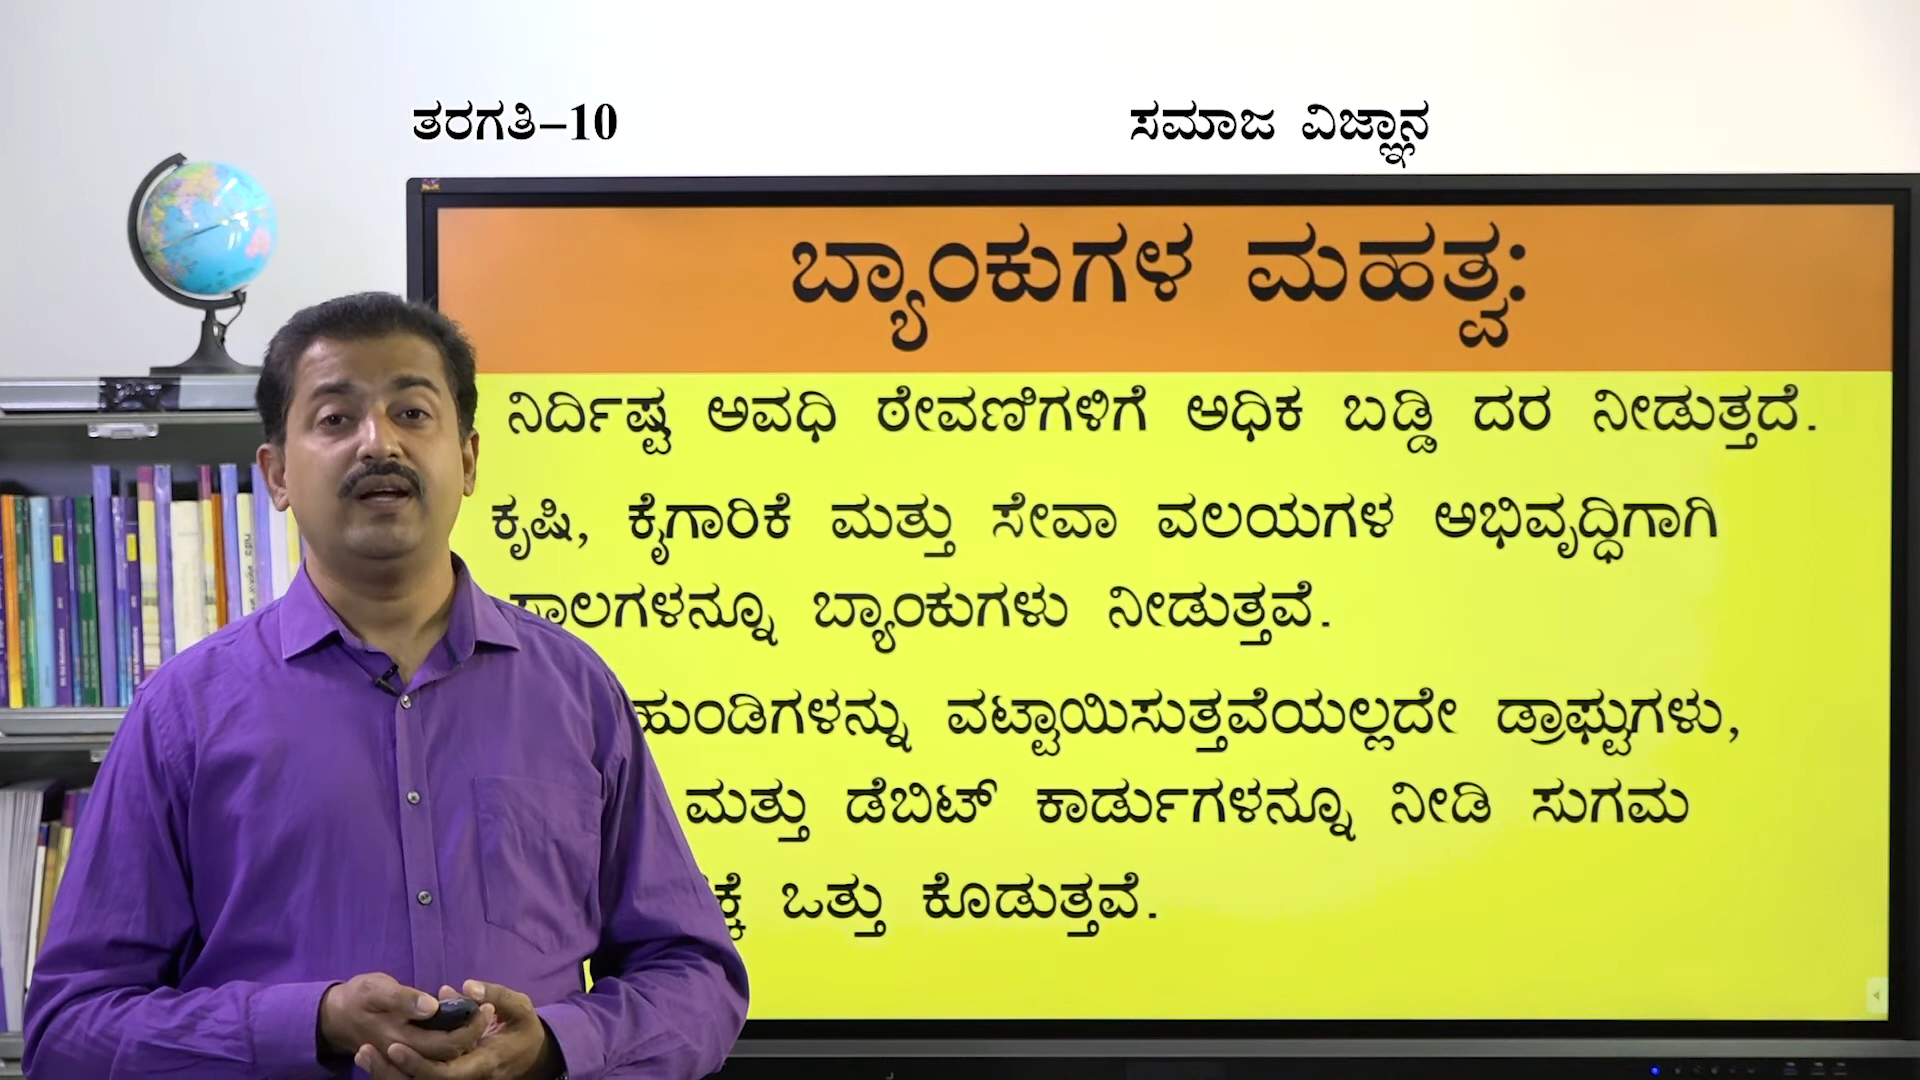 ತರಗತಿ–10
ಸಮಾಜ ವಿಜ್ಞಾನ
ಬ್ಯಾಂಕುಗಳ ಮಹತ್ವ:
ನಿರ್ದಿಷ್ಟ ಅವಧಿ ಠೇವಣಿಗಳಿಗೆ ಅಧಿಕ ಬಡ್ಡಿ ದರ ನೀಡುತ್ತದೆ.
ಕೃಷಿ, ಕೈಗಾರಿಕೆ ಮತ್ತು ಸೇವಾ ವಲಯಗಳ ಅಭಿವೃದ್ಧಿಗಾಗಿ
ಸಾಲಗಳನ್ನೂ ಬ್ಯಾಂಕುಗಳು ನೀಡುತ್ತವೆ.
ಹುಂಡಿಗಳನ್ನು ವಟ್ಟಾಯಿಸುತ್ತವೆಯಲ್ಲದೇ ಡ್ರಾಫ್ಟುಗಳು,
ಮತ್ತು ಡೆಬಿಟ್ ಕಾರ್ಡುಗಳನ್ನೂ ನೀಡಿ ಸುಗಮ
ಒತ್ತು ಕೊಡುತ್ತವೆ.